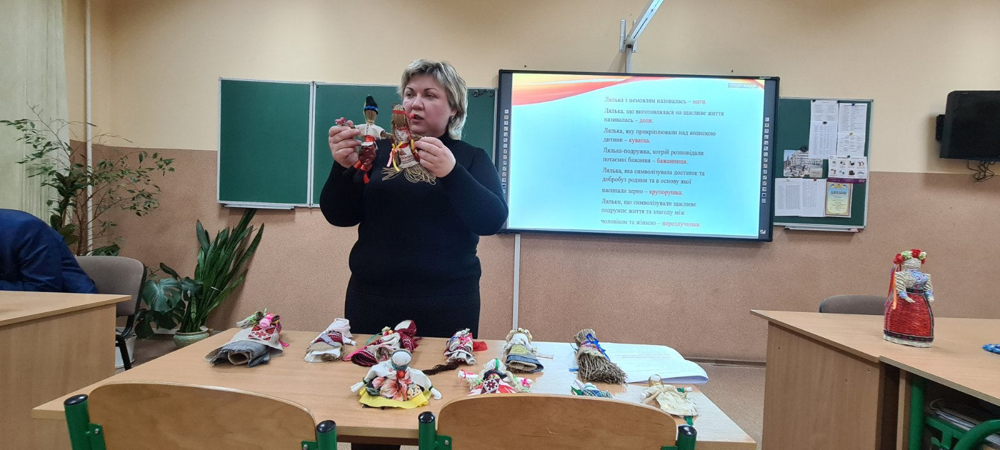 Стоп-кадр
Лялька з немовлям називалась – мати.
Лялька, що виготовлялася на щасливе життя
називалась – доля.
Лялька, яку прикріплювали над колискою
дитини – куватка.
Лялька-подружка, котрій розповідали
потаємні бажання – бажанниця.
Лялька, яка символізувала достаток та
добробут родини та в основу якої
насипали зерно – крупорушка.
Ляльки, що символізували щасливе
подружнє життя та злагоду між
чоловіком та жінкою – нерозлучники.
ДИПЛОМ